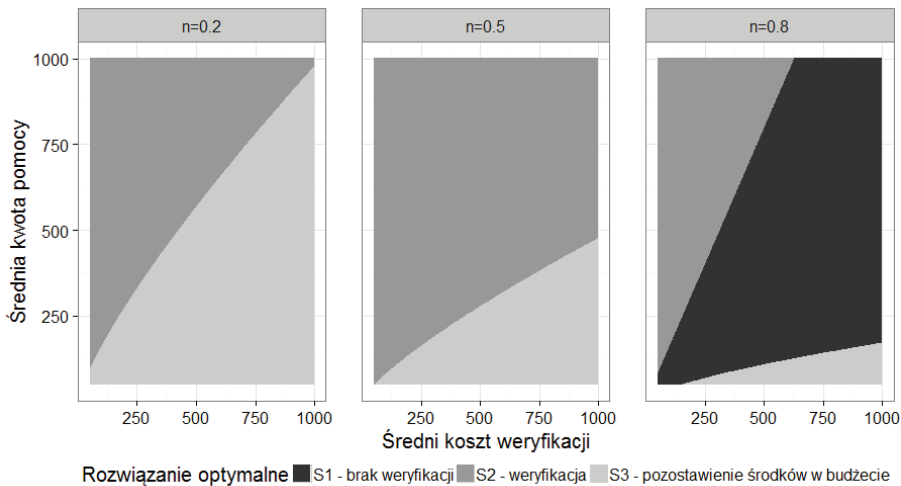 n=0.2
n=0.5
n=0.8
Średnia kwota pomocy
1000
750
500
250
250 500 750 1000
250 500 750 1000
250 500 750 1000
Średni koszt weryfikacji
Rozwiązanie optymalne S1 - brak weryfikacji S2 - weryfikacja S3 - pozostawienie środków w budżecie